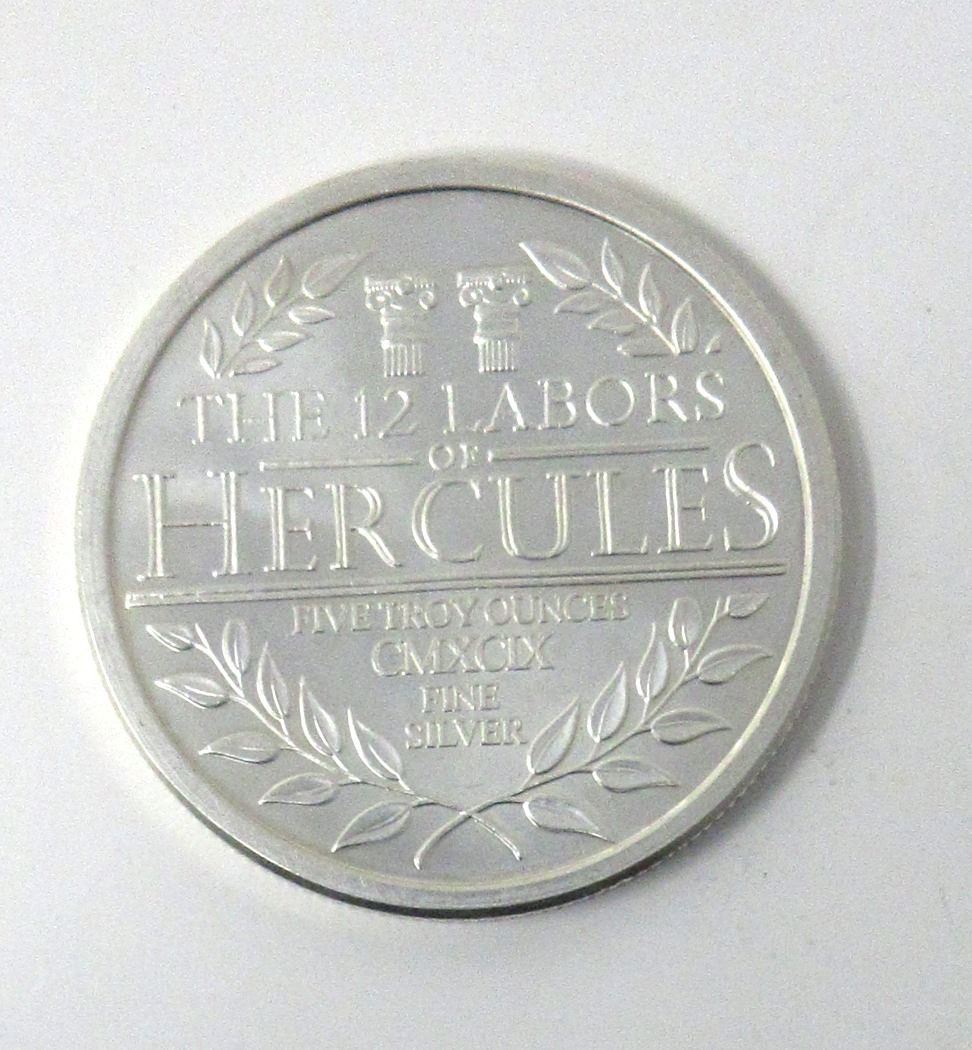 THE 12 LABORS
OF
HERCULES
FIVE TROY OUNCES
CMXCIX
FINE
SILVER